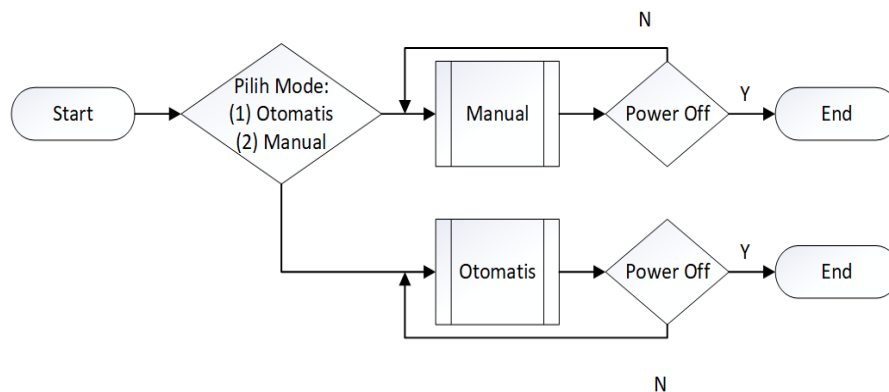 N
Start
Pilih Mode:
(1) Otomatis
(2) Manual
Manual
Power Off
Y
End
Otomatis
Power Off
Y
End
N